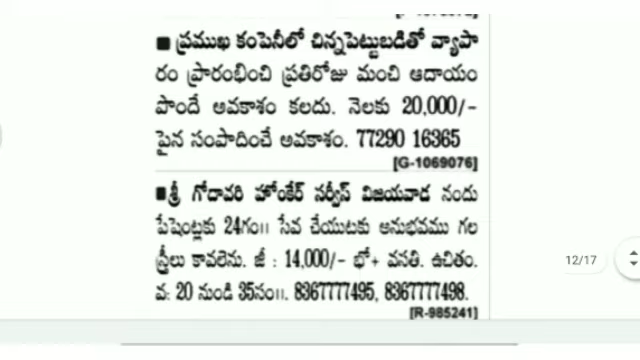 ■ ప్రముఖ కంపెనీలో చిన్నపెట్టుబడితో వ్యాపా
రం ప్రారంభించి ప్రతిరోజు మంచి ఆదాయం
పొందే అవకాశం కలదు. నెలకు 20,000/-
పైన సంపాదించే అవకాశం. 77290 16365
[G-1069076]
■శ్రీ గోదావరి హోంకేర్ సర్వీస్ విజయవాడ నందు
పేషెంట్లకు 24గం॥ సేవ చేయుటకు అనుభవము గల
స్త్రీలు కావలెను. జీ : 14,000/- భో+ వసతి. ఉచితం.
వ: 20 నుండి 35సం॥. 8367777495, 8367777498.
[R-985241]
12/17